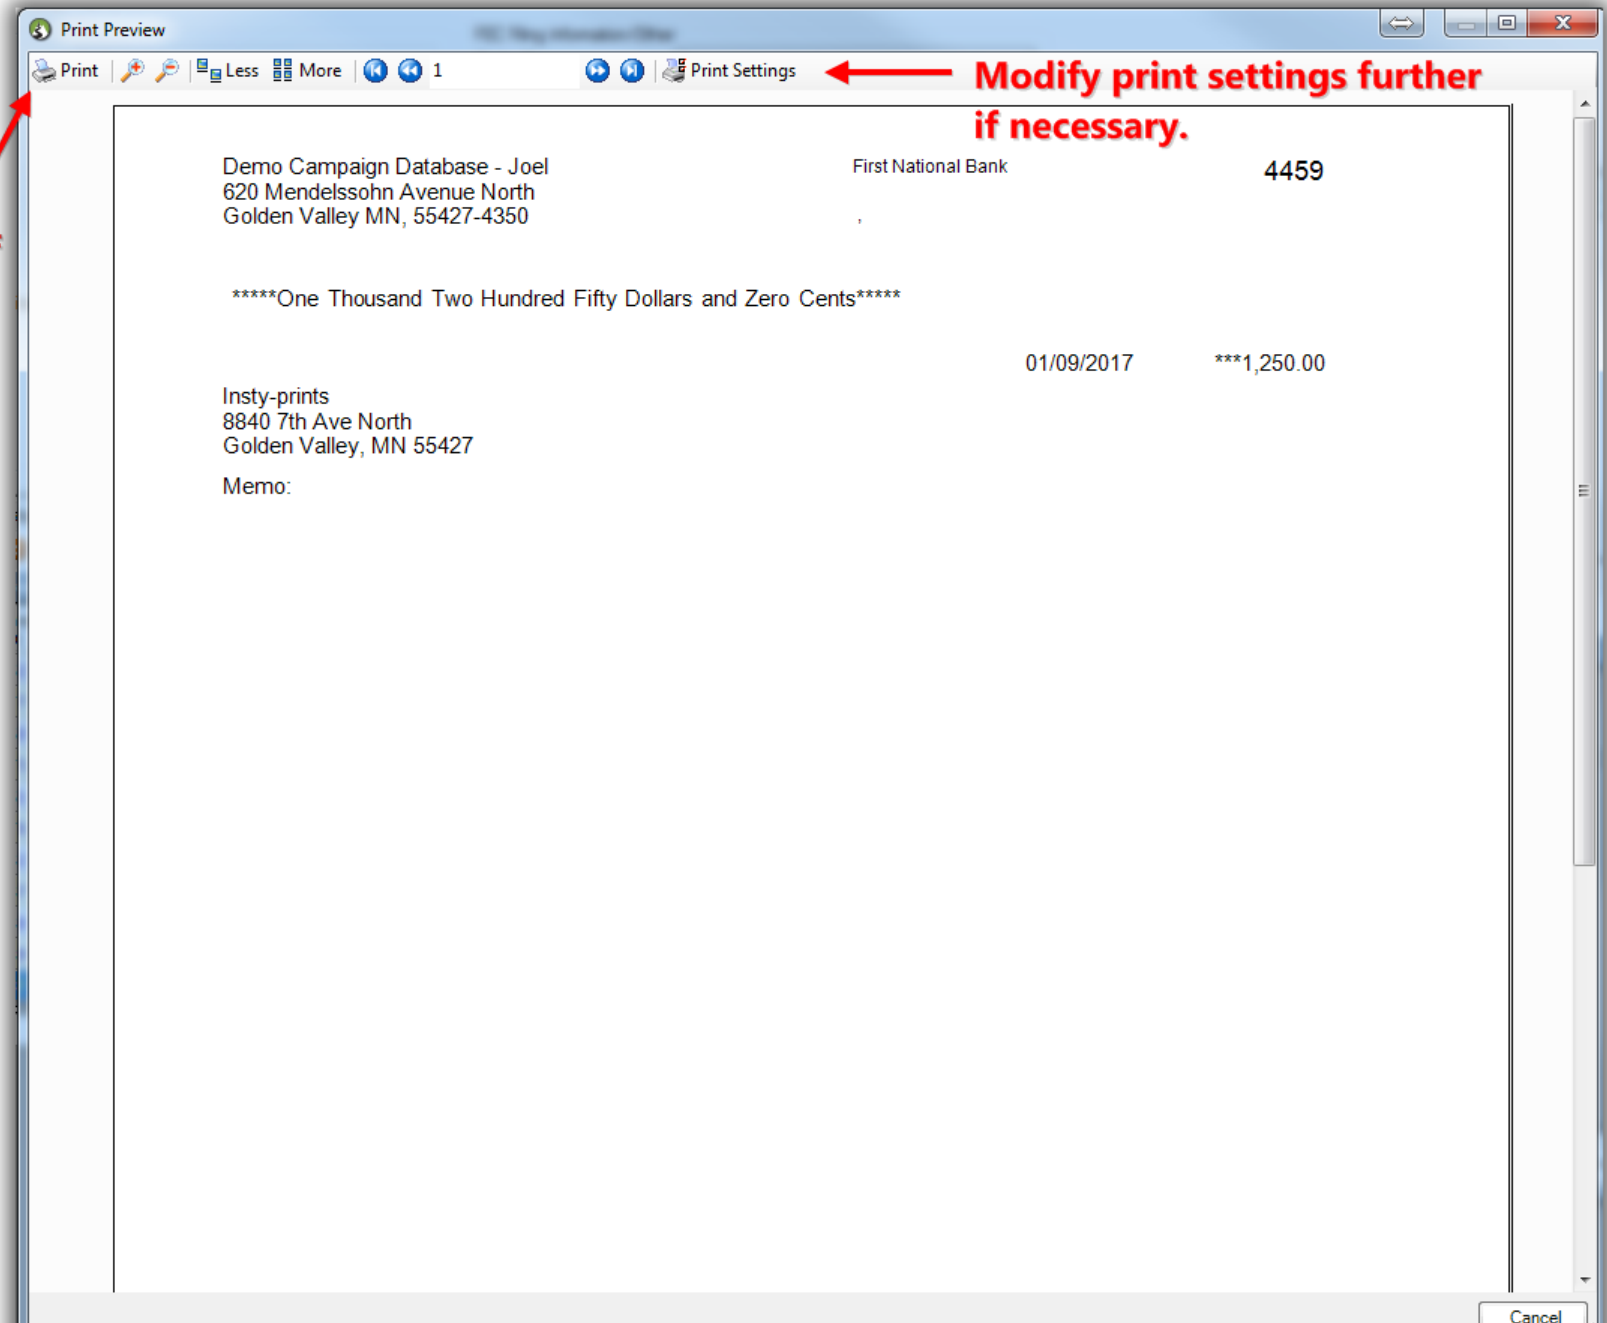 Print Preview
Print Less More 1 Print Settings
Modify print settings further
if necessary.
Demo Campaign Database - Joel First National Bank 4459
620 Mendelssohn Avenue North
Golden Valley MN, 55427-4350 ,
*****One Thousand Two Hundred Fifty Dollars and Zero Cents*****
01/09/2017 ***1,250.00
Insty-prints
8840 7th Ave North
Golden Valley, MN 55427
Memo:
Cancel